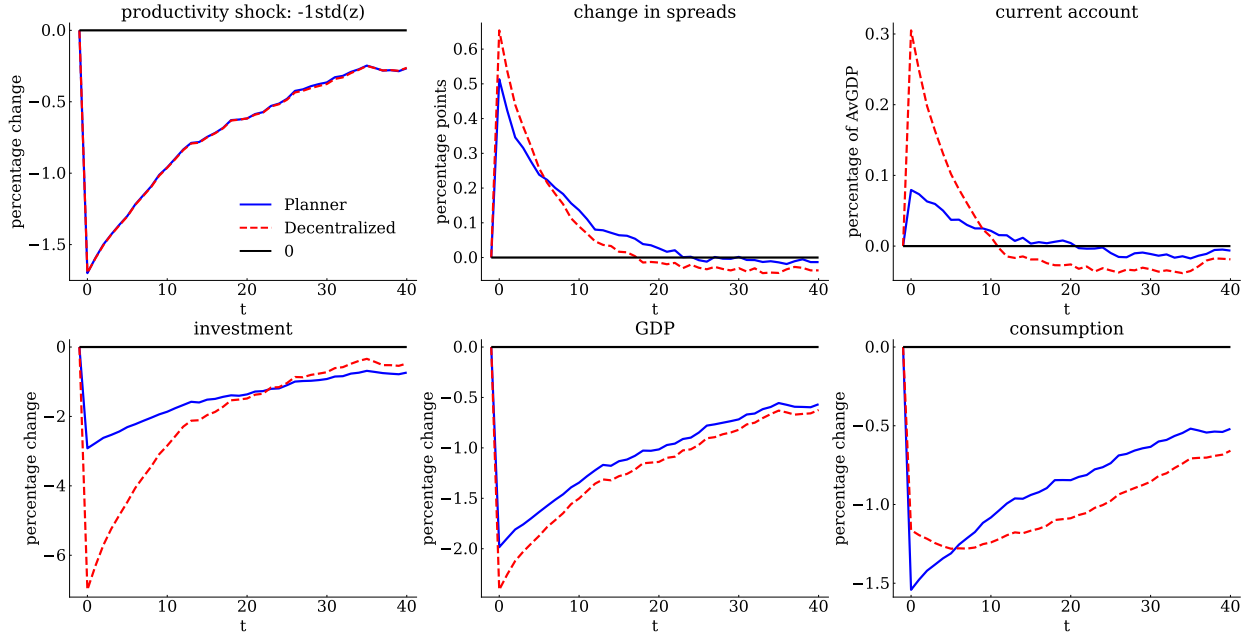 productivity shock: -1std(z)
percentage change
0.0
−0.5
−1.0
−1.5
Planner
Decentralized
0
0 10 20 30 40
t
change in spreads
percentage points
0.6
0.5
0.4
0.3
0.2
0.1
0.0
0 10 20 30 40
t
current account
percentage of AvGDP
0.3
0.2
0.1
0.0
0 10 20 30 40
t
investment
percentage change
0
−2
−4
−6
0 10 20 30 40
t
GDP
percentage change
0.0
−0.5
−1.0
−1.5
−2.0
0 10 20 30 40
t
consumption
percentage change
0.0
−0.5
−1.0
−1.5
0 10 20 30 40
t